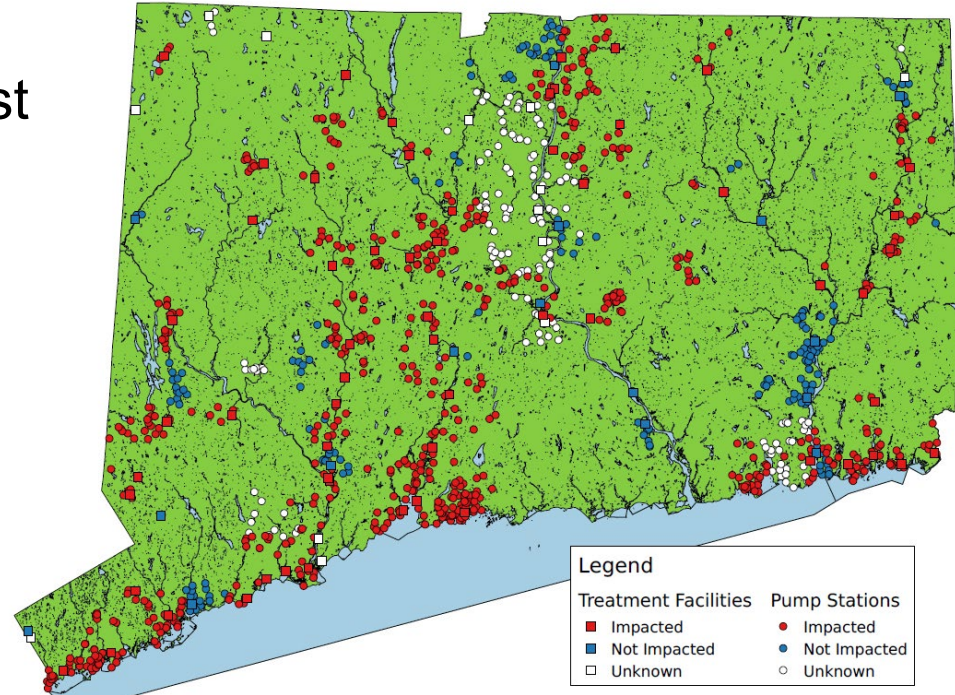 st
Legend
Treatment Facilities Pump Stations
Impacted Impacted
Not Impacted Not Impacted
Unknown Unknown